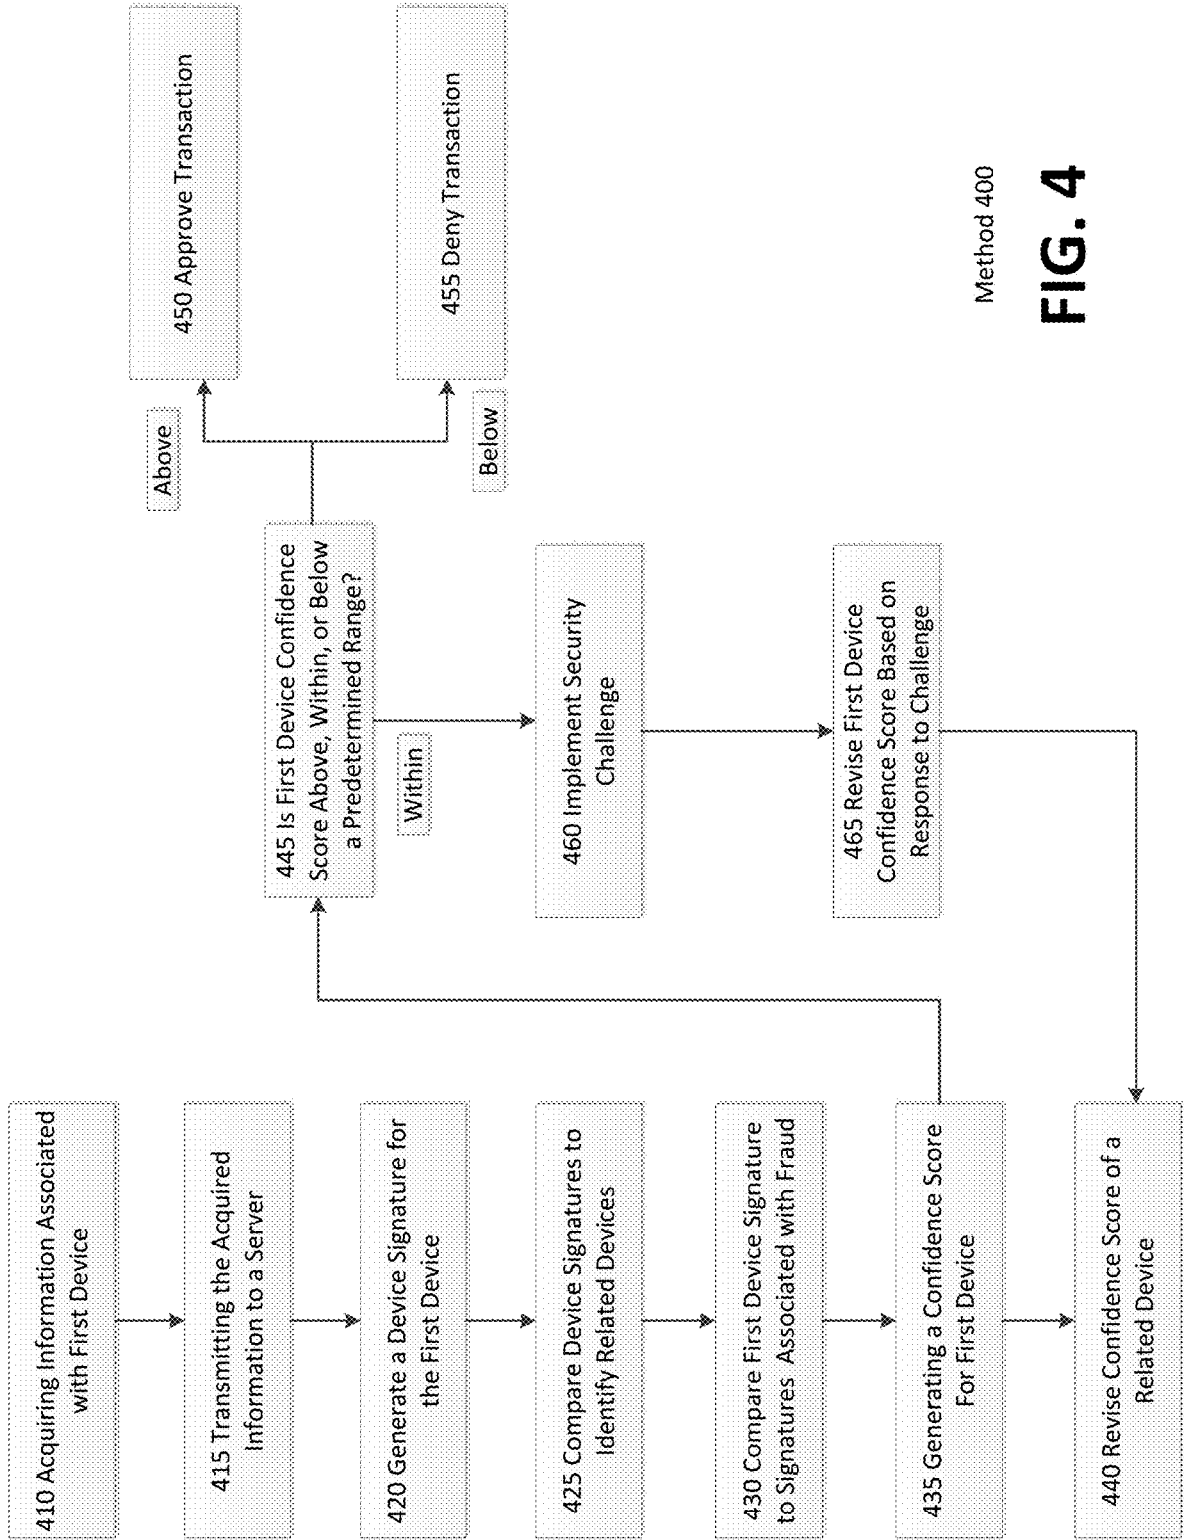 410 Acquiring Information Associated
with First Device
415 Transmitting the Acquired
Information to a Server
420 Generate a Device Signature for
the First Device
425 Compare Device Signatures to
Identify Related Devices
430 Compare First Device Signature
to Signatures Associated with Fraud
435 Generating a Confidence Score
For First Device
440 Revise Confidence Score of a
Related Device
445 Is First Device Confidence
Score Above, Within, or Below
a Predetermined Range?
Within
460 Implement Security
Challenge
465 Revise First Device
Confidence Score Based on
Response to Challenge
Above
450 Approve Transaction
Below
455 Deny Transaction
Method 400
FIG. 4